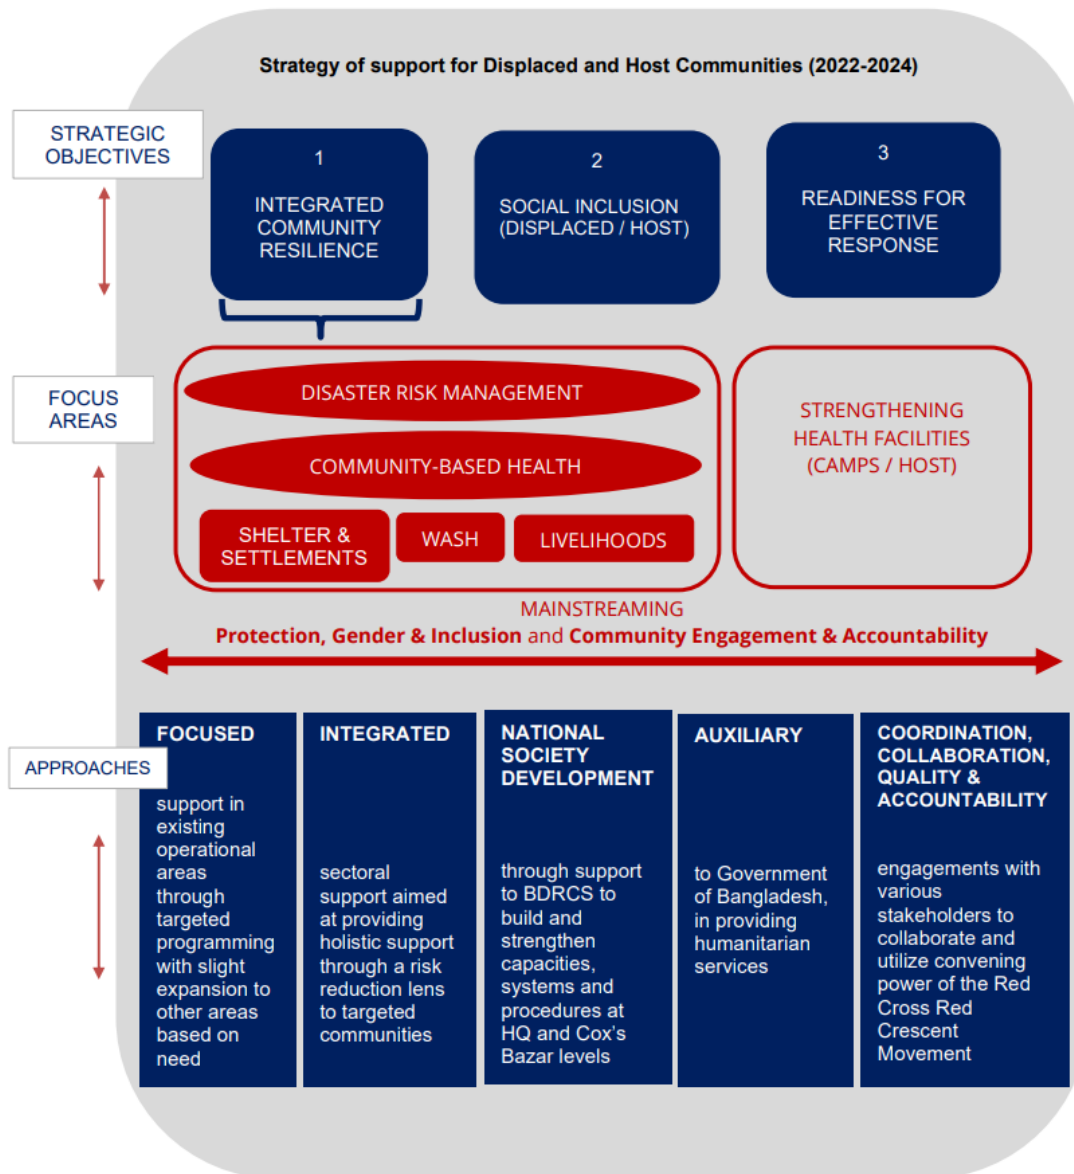 Strategy of support for Displaced and Host Communities (2022-2024)
STRATEGIC
OBJECTIVES
1
INTEGRATED
COMMUNITY
RESILIENCE
2
SOCIAL INCLUSION
(DISPLACED / HOST)
3
READINESS FOR
EFFECTIVE
RESPONSE
FOCUS
AREAS
DISASTER RISK MANAGEMENT
COMMUNITY-BASED HEALTH
SHELTER &
SETTLEMENTS
WASH
LIVELIHOODS
STRENGTHENING
HEALTH FACILITIES
(CAMPS / HOST)
MAINSTREAMING
Protection, Gender & Inclusion and Community Engagement & Accountability
APPROACHES
FOCUSED
support in
existing
operational
areas
through
targeted
programming
with slight
expansion to
other areas
based on
need
INTEGRATED
sectoral
support aimed
at providing
holistic support
through a risk
reduction lens
to targeted
communities
NATIONAL
SOCIETY
DEVELOPMENT
through support
to BDRCS to
build and
strengthen
capacities,
systems and
procedures at
HQ and Cox's
Bazar levels
AUXILIARY
to Government
of Bangladesh,
in providing
humanitarian
services
COORDINATION,
COLLABORATION,
QUALITY &
ACCOUNTABILITY
engagements with
various
stakeholders to
collaborate and
utilize convening
power of the Red
Cross Red
Crescent
Movement